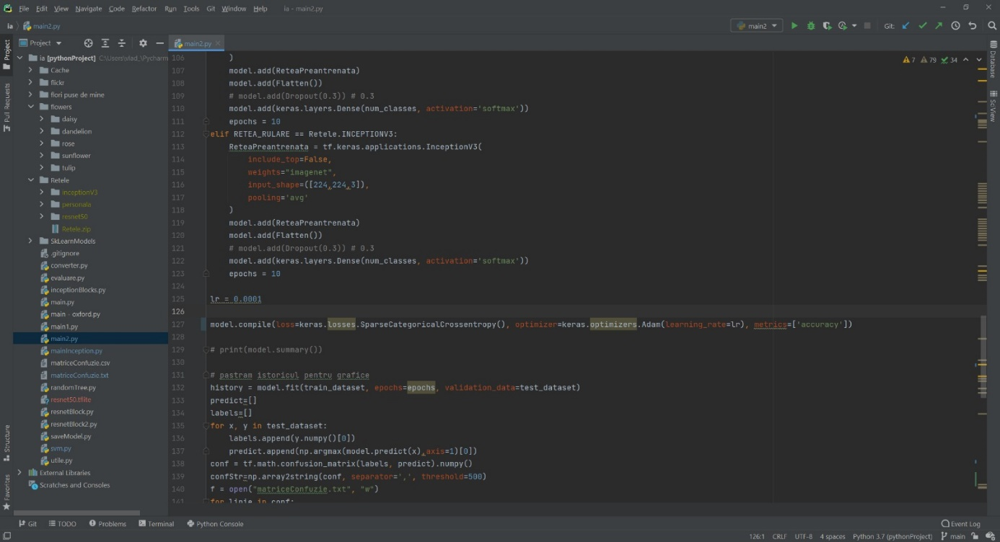 File Edit View Navigate Code Refactor Run Tools Git Window Help ia - main2.py
ia main2.py main2 Git:
Project main2.py
ia [pythonProject] C:\Users\vlad_\Pycharm
Cache
flickr
flori puse de mine
flowers
daisy
dandelion
rose
sunflower
tulip
Retele
inceptionV3
personala
resnet50
Retele.zip
SkLearnModels
.gitignore
converter.py
evaluare.py
inceptionBlocks.py
main.py
main - oxford.py
main1.py
main2.py
mainInception.py
matriceConfuzie.csv
matriceConfuzie.txt
randomTree.py
resnet50.tflite
resnetBlock.py
resnetBlock2.py
saveModel.py
svm.py
utile.py
External Libraries
Scratches and Consoles
Project
Pull Requests
Structure
Favorites
106 )
107 model.add(ReteaPreantrenata)
108 model.add(Flatten())
109 # model.add(Dropout(0.3)) # 0.3
110 model.add(keras.layers.Dense(num_classes, activation='softmax'))
111 epochs = 10
112 elif RETEA_RULARE == Retele.INCEPTIONV3:
113 ReteaPreantrenata = tf.keras.applications.InceptionV3(
114 include_top=False,
115 weights="imagenet",
116 input_shape=([224,224,3]),
117 pooling='avg'
118 )
119 model.add(ReteaPreantrenata)
120 model.add(Flatten())
121 # model.add(Dropout(0.3)) # 0.3
122 model.add(keras.layers.Dense(num_classes, activation='softmax'))
123 epochs = 10
124
125 lr = 0.0001
126
127 model.compile(loss=keras.losses.SparseCategoricalCrossentropy(), optimizer=keras.optimizers.Adam(learning_rate=lr), metrics=['accuracy'])
128
129 # print(model.summary())
130
131 # pastram istoricul pentru grafice
132 history = model.fit(train_dataset, epochs=epochs, validation_data=test_dataset)
133 predict=[]
134 labels=[]
135 for x, y in test_dataset:
136 labels.append(y.numpy()[0])
137 predict.append(np.argmax(model.predict(x),axis=1)[0])
138 conf = tf.math.confusion_matrix(labels, predict).numpy()
139 confStr=np.array2string(conf, separator=',', threshold=500)
140 f = open("matriceConfuzie.txt", "w")
141 for linie in conf:
7 79 34
Database
SciView
Git TODO Problems Terminal Python Console Event Log
126:1 CRLF UTF-8 4 spaces Python 3.7 (pythonProject) main